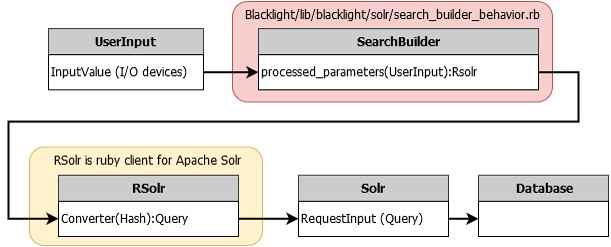 Blacklight/lib/blacklight/solr/search_builder_behavior.rb
UserInput
InputValue (I/O devices)
SearchBuilder
processed_parameters(UserInput):Rsolr
RSolr is ruby client for Apache Solr
RSolr
Converter(Hash):Query
Solr
RequestInput (Query)
Database